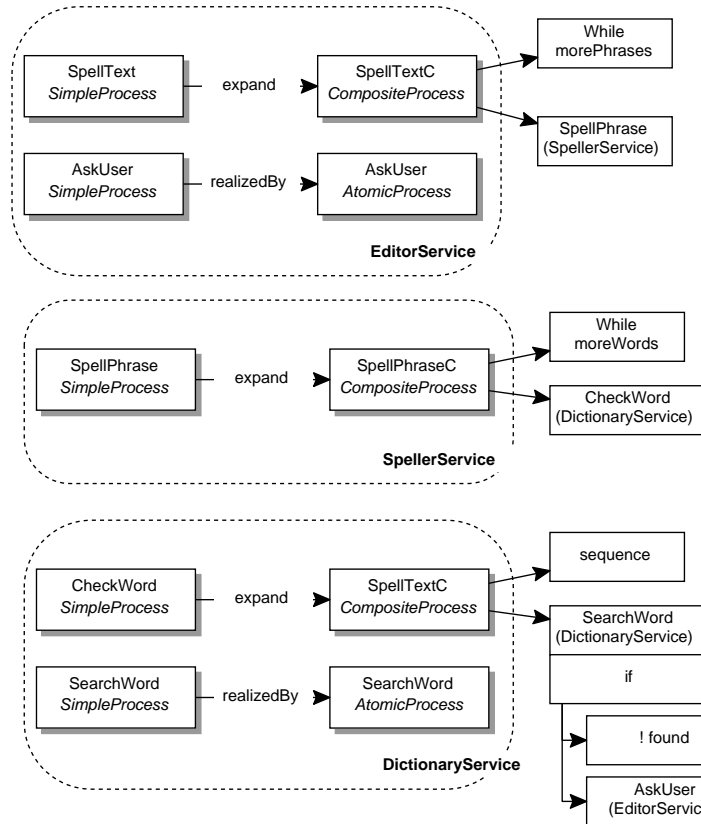 SpellText
SimpleProcess
expand
SpellTextC
CompositeProcess
While
morePhrases
SpellPhrase
(SpellerService)
AskUser
SimpleProcess
realizedBy
AskUser
AtomicProcess
EditorService
SpellPhrase
SimpleProcess
expand
SpellPhraseC
CompositeProcess
While
moreWords
CheckWord
(DictionaryService)
SpellerService
CheckWord
SimpleProcess
expand
SpellTextC
CompositeProcess
sequence
SearchWord
(DictionaryService)
if
SearchWord
SimpleProcess
realizedBy
SearchWord
AtomicProcess
! found
DictionaryService
AskUser
(EditorServic